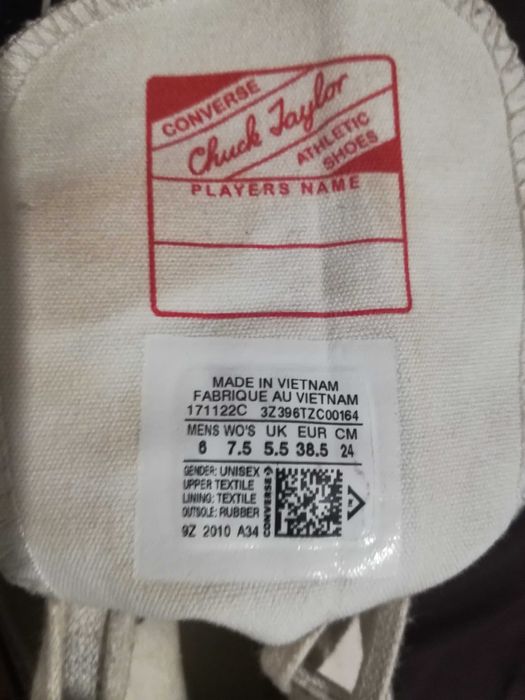 CONVERSE
Chuck Taylor
ATHLETIC
SHOES
PLAYERS NAME
MADE IN VIETNAM
FABRIQUE AU VIETNAM
171122C 3Z396TZC00164
MENS WO'S UK EUR CM
6 7.5 5.5 38.5 24
GENDER: UNISEX
UPPER TEXTILE
LINING: TEXTILE
OUTSOLE: RUBBER
CONVERSE
9Z 2010 A34